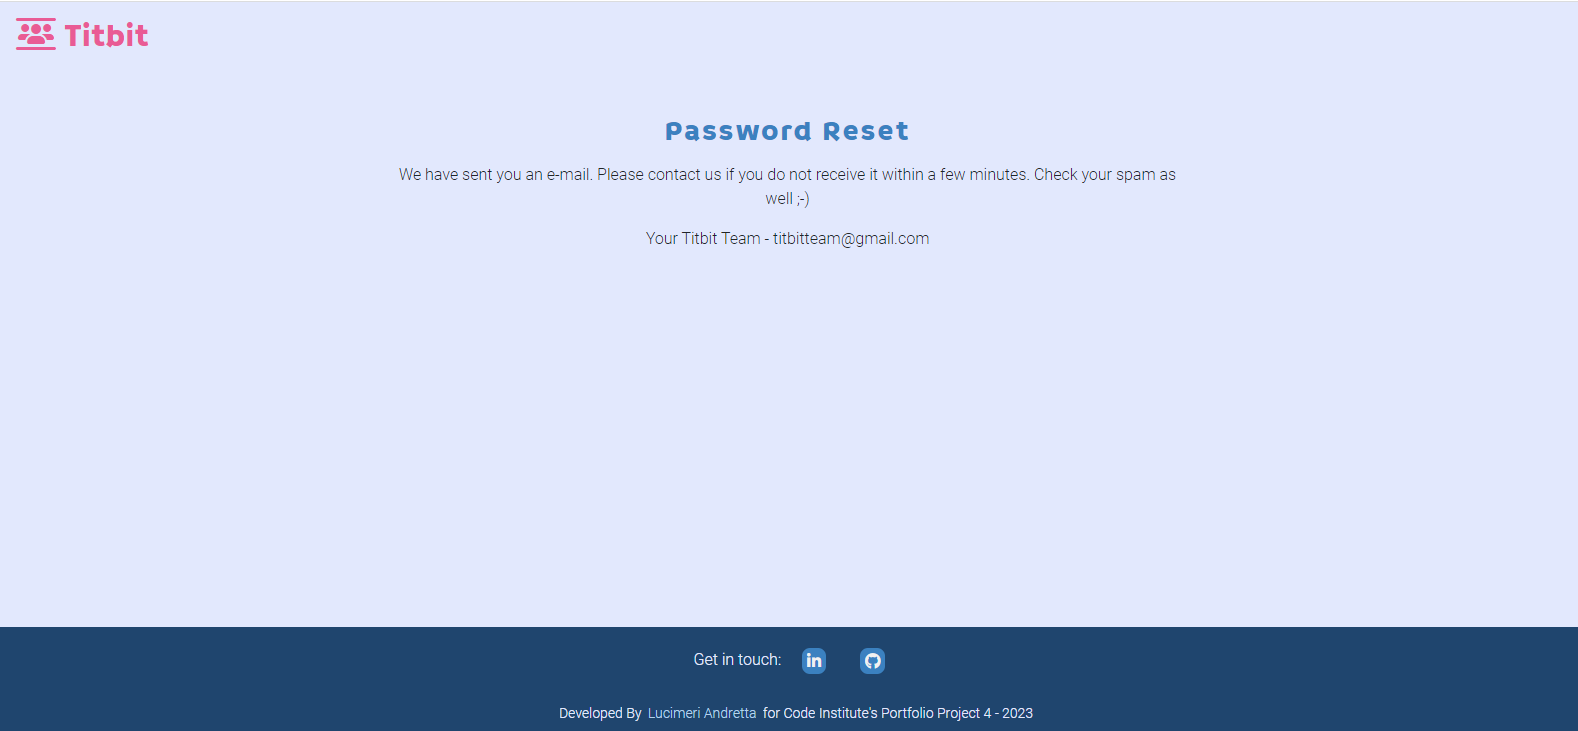 Titbit
Password Reset
We have sent you an e-mail. Please contact us if you do not receive it within a few minutes. Check your spam as
well ;-)
Your Titbit Team - titbitteam@gmail.com
Get in touch:
Developed By Lucimeri Andretta for Code Institute's Portfolio Project 4 - 2023